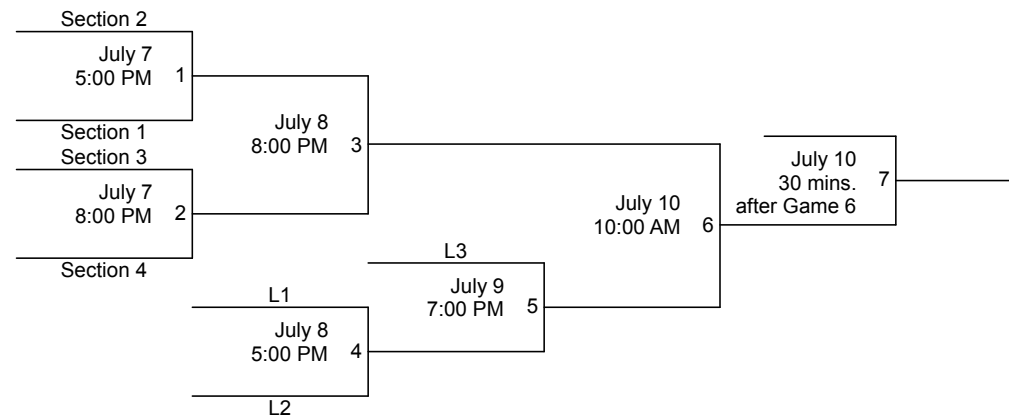 Section 2
July 7
5:00 PM
1
Section 1
Section 3
July 7
8:00 PM
2
Section 4
July 8
8:00 PM
3
L1
July 8
5:00 PM
4
L2
L3
July 9
7:00 PM
5
July 10
10:00 AM
6
July 10
30 mins.
after Game 6
7